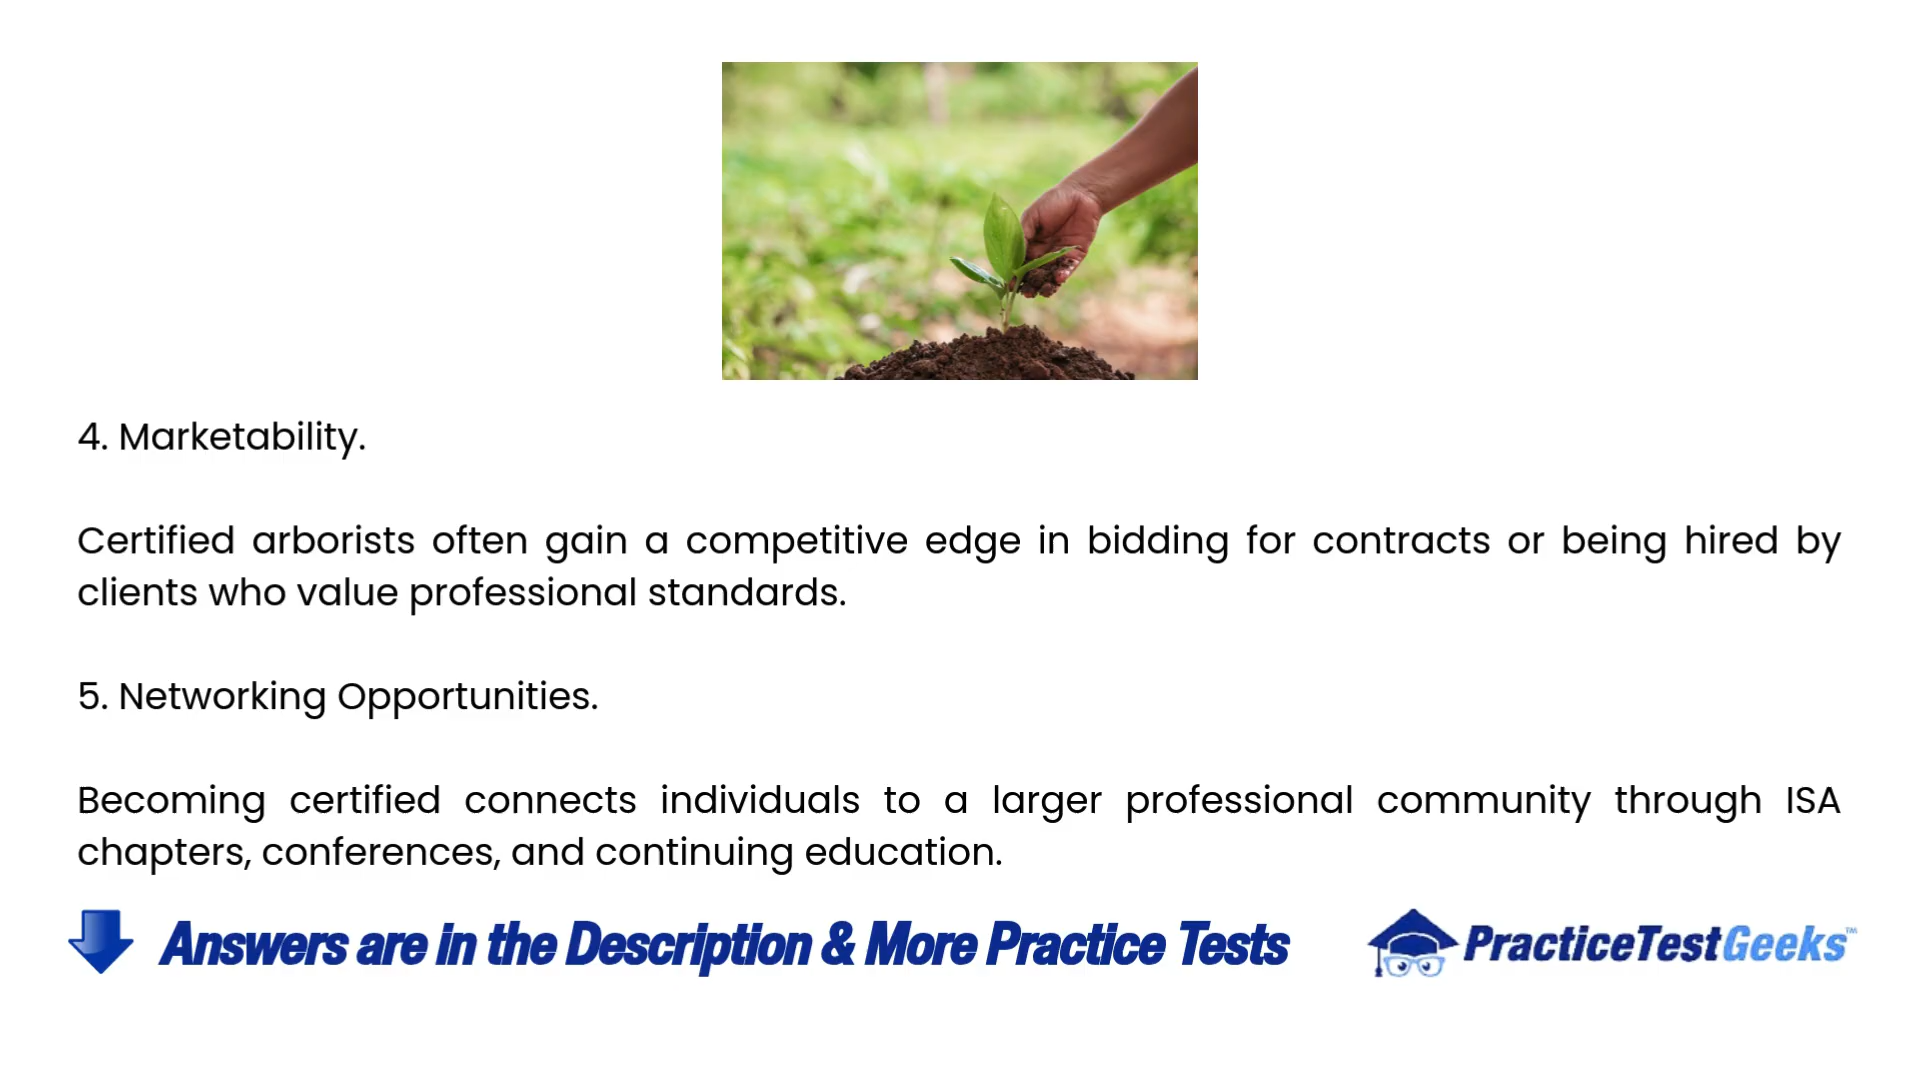 4. Marketability.
Certified arborists often gain a competitive edge in bidding for contracts or being hired by
clients who value professional standards.
5. Networking Opportunities.
Becoming certified connects individuals to a larger professional community through ISA
chapters, conferences, and continuing education.
Answers are in the Description & More Practice Tests
PracticeTestGeeks™